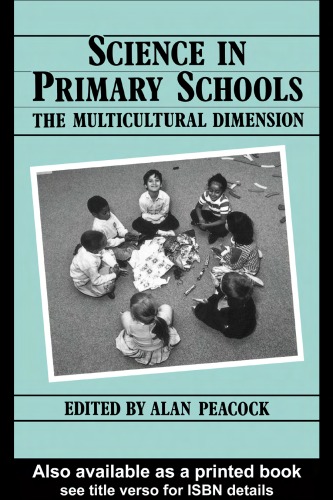 SCIENCE IN
PRIMARY SCHOOLS
THE MULTICULTURAL DIMENSION
EDITED BY ALAN PEACOCK
Also available as a printed book
see title verso for ISBN details